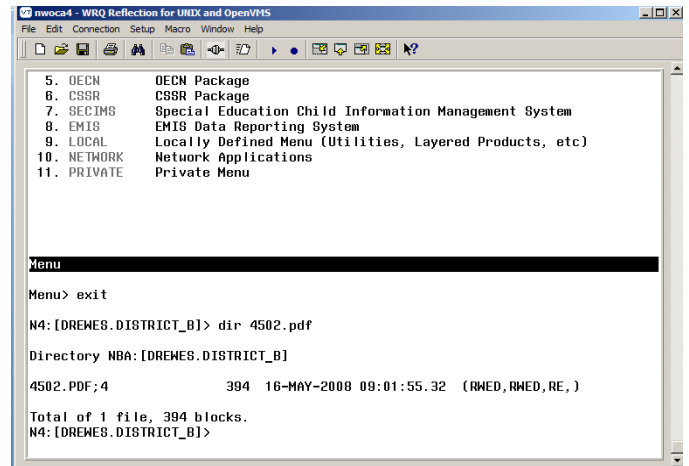 nwoca4 - WRQ Reflection for UNIX and OpenVMS
File Edit Connection Setup Macro Window Help
5. OECN OECN Package
6. CSSR CSSR Package
7. SECIMS Special Education Child Information Management System
8. EMIS EMIS Data Reporting System
9. LOCAL Locally Defined Menu (Utilities, Layered Products, etc)
10. NETWORK Network Applications
11. PRIVATE Private Menu
Menu
Menu> exit
N4:[DREWES.DISTRICT_B]> dir 4502.pdf
Directory NBA:[DREWES.DISTRICT_B]
4502.PDF;4 394 16-MAY-2008 09:01:55.32 (RWED,RWED,RE,)
Total of 1 file, 394 blocks.
N4:[DREWES.DISTRICT_B]>